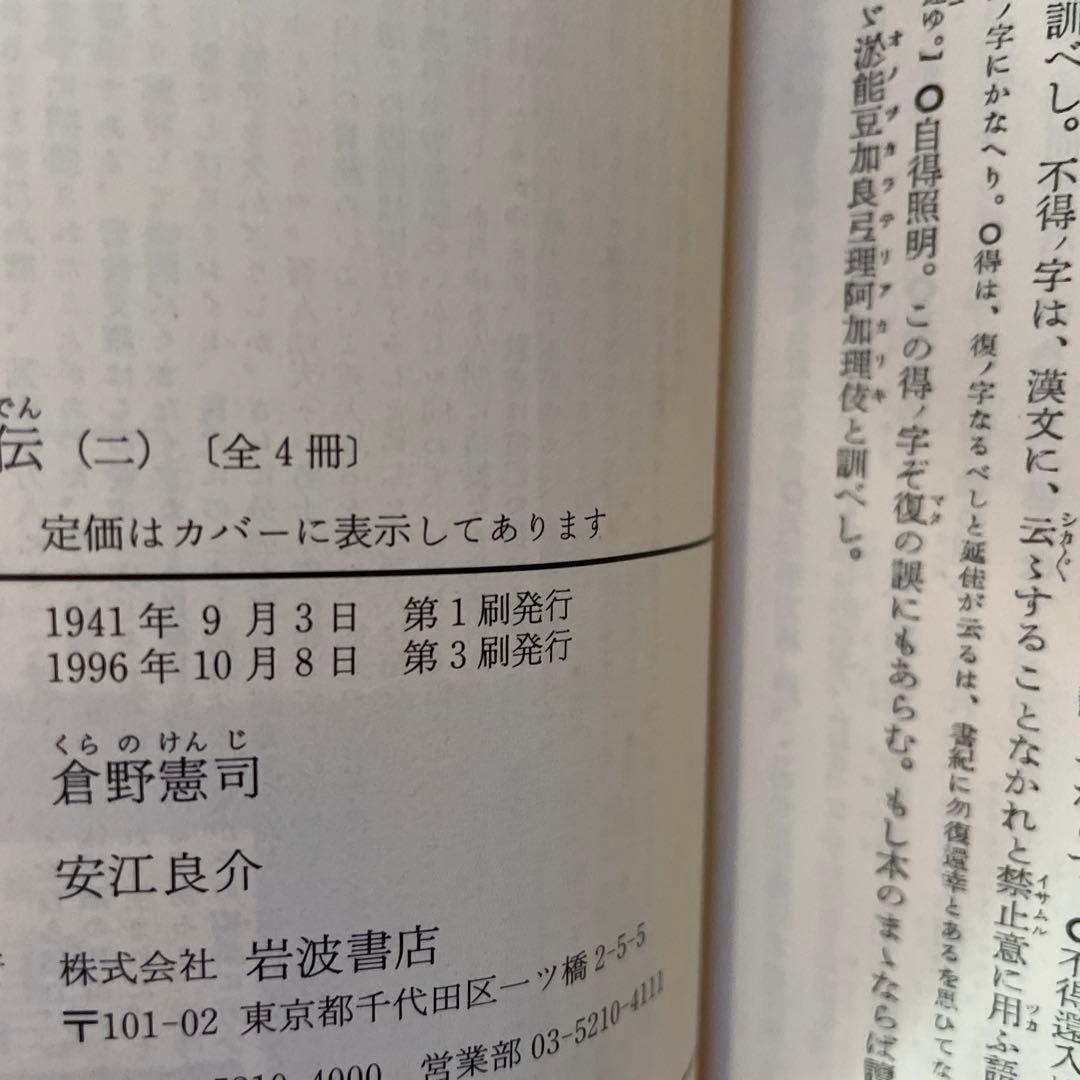 でん
伝(二)〔全4冊〕
定価はカバーに表示してあります
1941年9月3日 第1刷発行
1996年10月8日 第3刷発行
くらのけんじ
倉野憲司
安江良介
株式会社 岩波書店
〒101-02 東京都千代田区一ツ橋2-5-5
営業部 03-5210-4111
訓べし。不得ノ字は、漢文に、云〻することなかれと禁止意に用ふ語
ノ字にかなへり。〇得は、復ノ字なるべしと延佳が云るは、書紀に勿復還幸とあるを思ひてな
ゆ。】〇自得照明。この得ノ字ぞ復の誤にもあらむ。もし本のまゝならば
淤能豆加良弖理阿加理伎と訓べし。